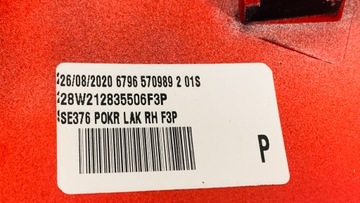 26/08/2020 6796 570989 2 01S
28W212835506F3P
SE376 POKR LAK RH F3P
P